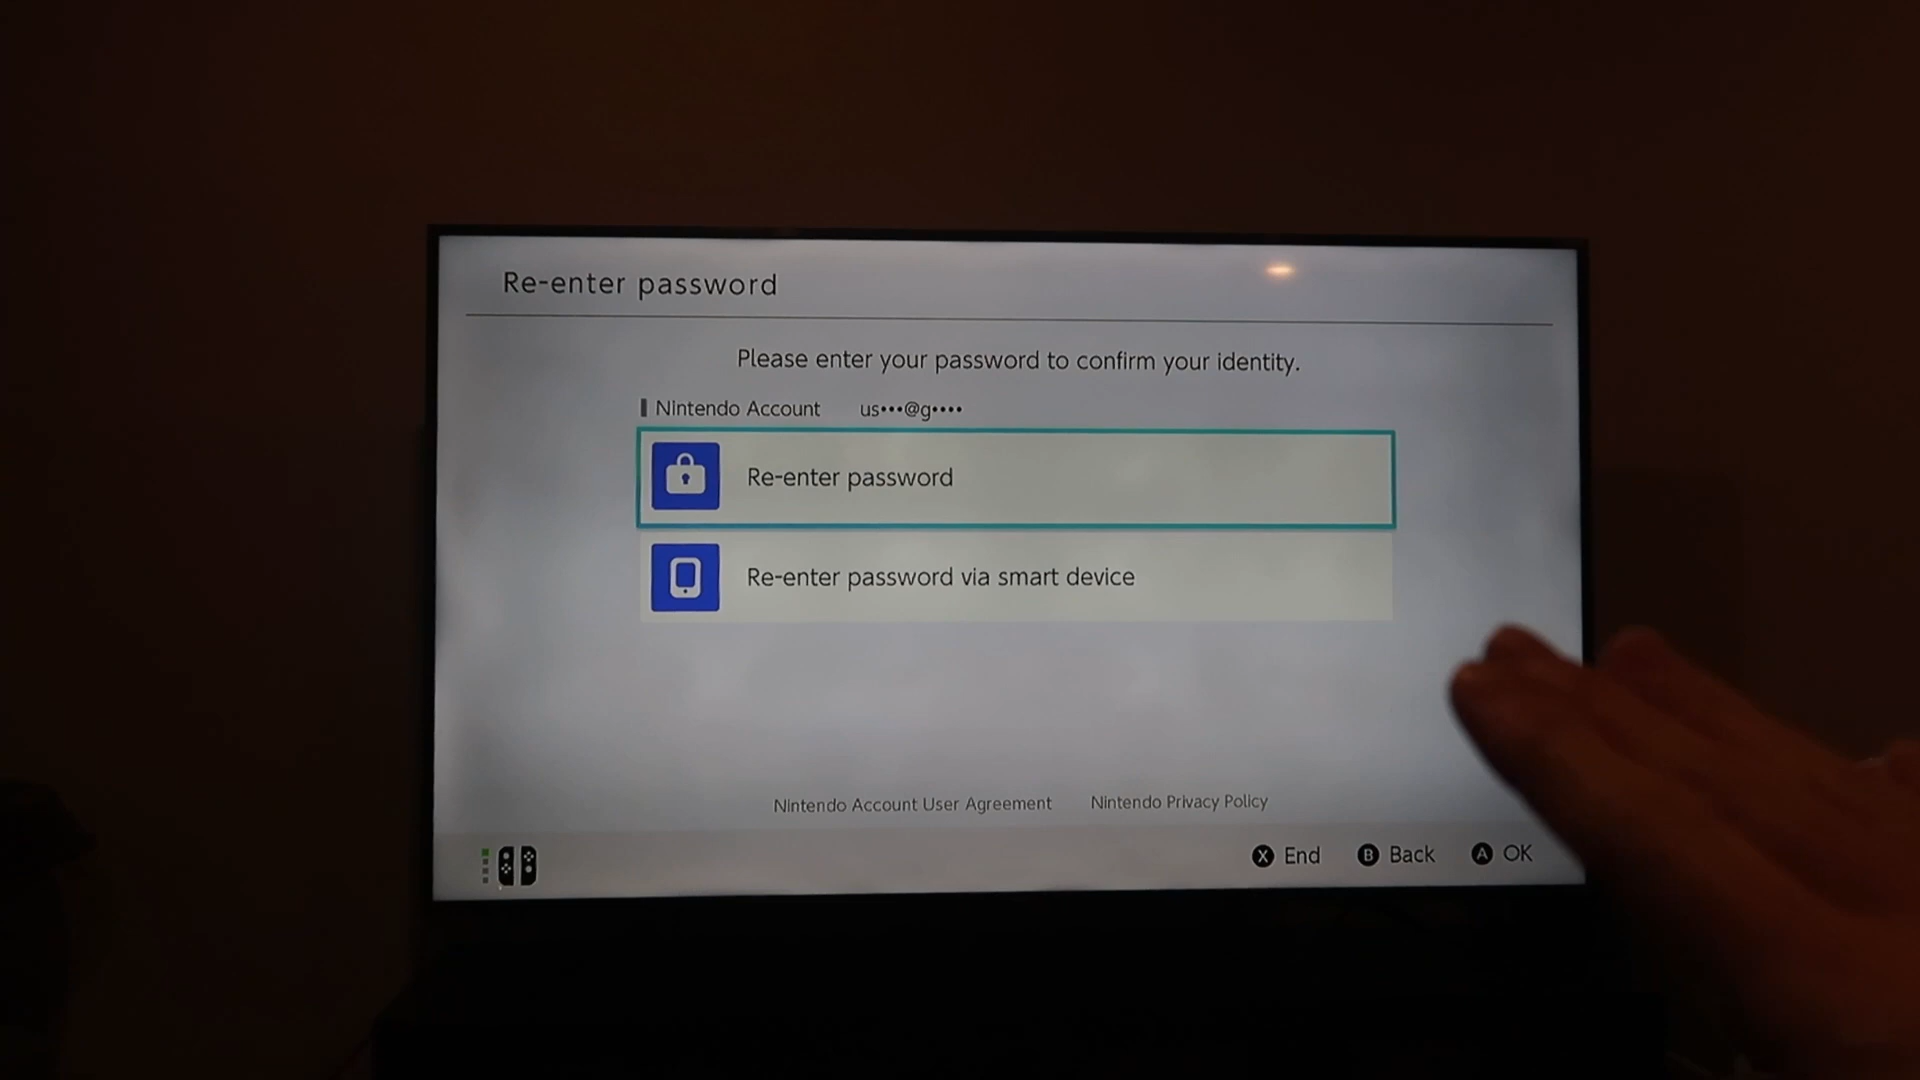 Re-enter password
Please enter your password to confirm your identity.
Nintendo Account us•••@g••••
Re-enter password
Re-enter password via smart device
Nintendo Account User Agreement Nintendo Privacy Policy
X End B Back A OK